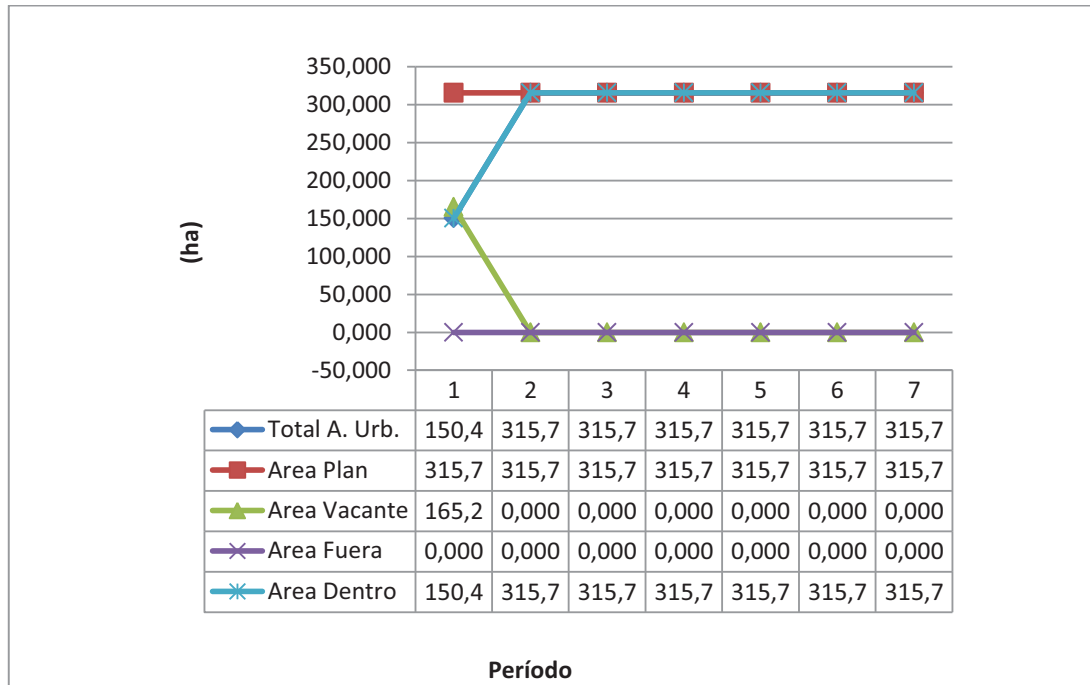 350,000
300,000
250,000
200,000
150,000
100,000
50,000
0,000
-50,000
(ha)
1 2 3 4 5 6 7
Total A. Urb. 150,4 315,7 315,7 315,7 315,7 315,7 315,7
Area Plan 315,7 315,7 315,7 315,7 315,7 315,7 315,7
Area Vacante 165,2 0,000 0,000 0,000 0,000 0,000 0,000
Area Fuera 0,000 0,000 0,000 0,000 0,000 0,000 0,000
Area Dentro 150,4 315,7 315,7 315,7 315,7 315,7 315,7
Período